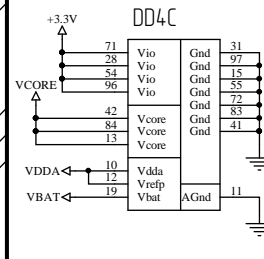 +3.3V
DD4C
71 Vio Gnd 31
28 Vio Gnd 97
54 Vio Gnd 15
96 Vio Gnd 55
Gnd 72
VCORE
42 Vcore Gnd 83
84 Vcore Gnd 41
13 Vcore
VDDA 10 Vdda
12 Vrefp
VBAT 19 Vbat AGnd 11